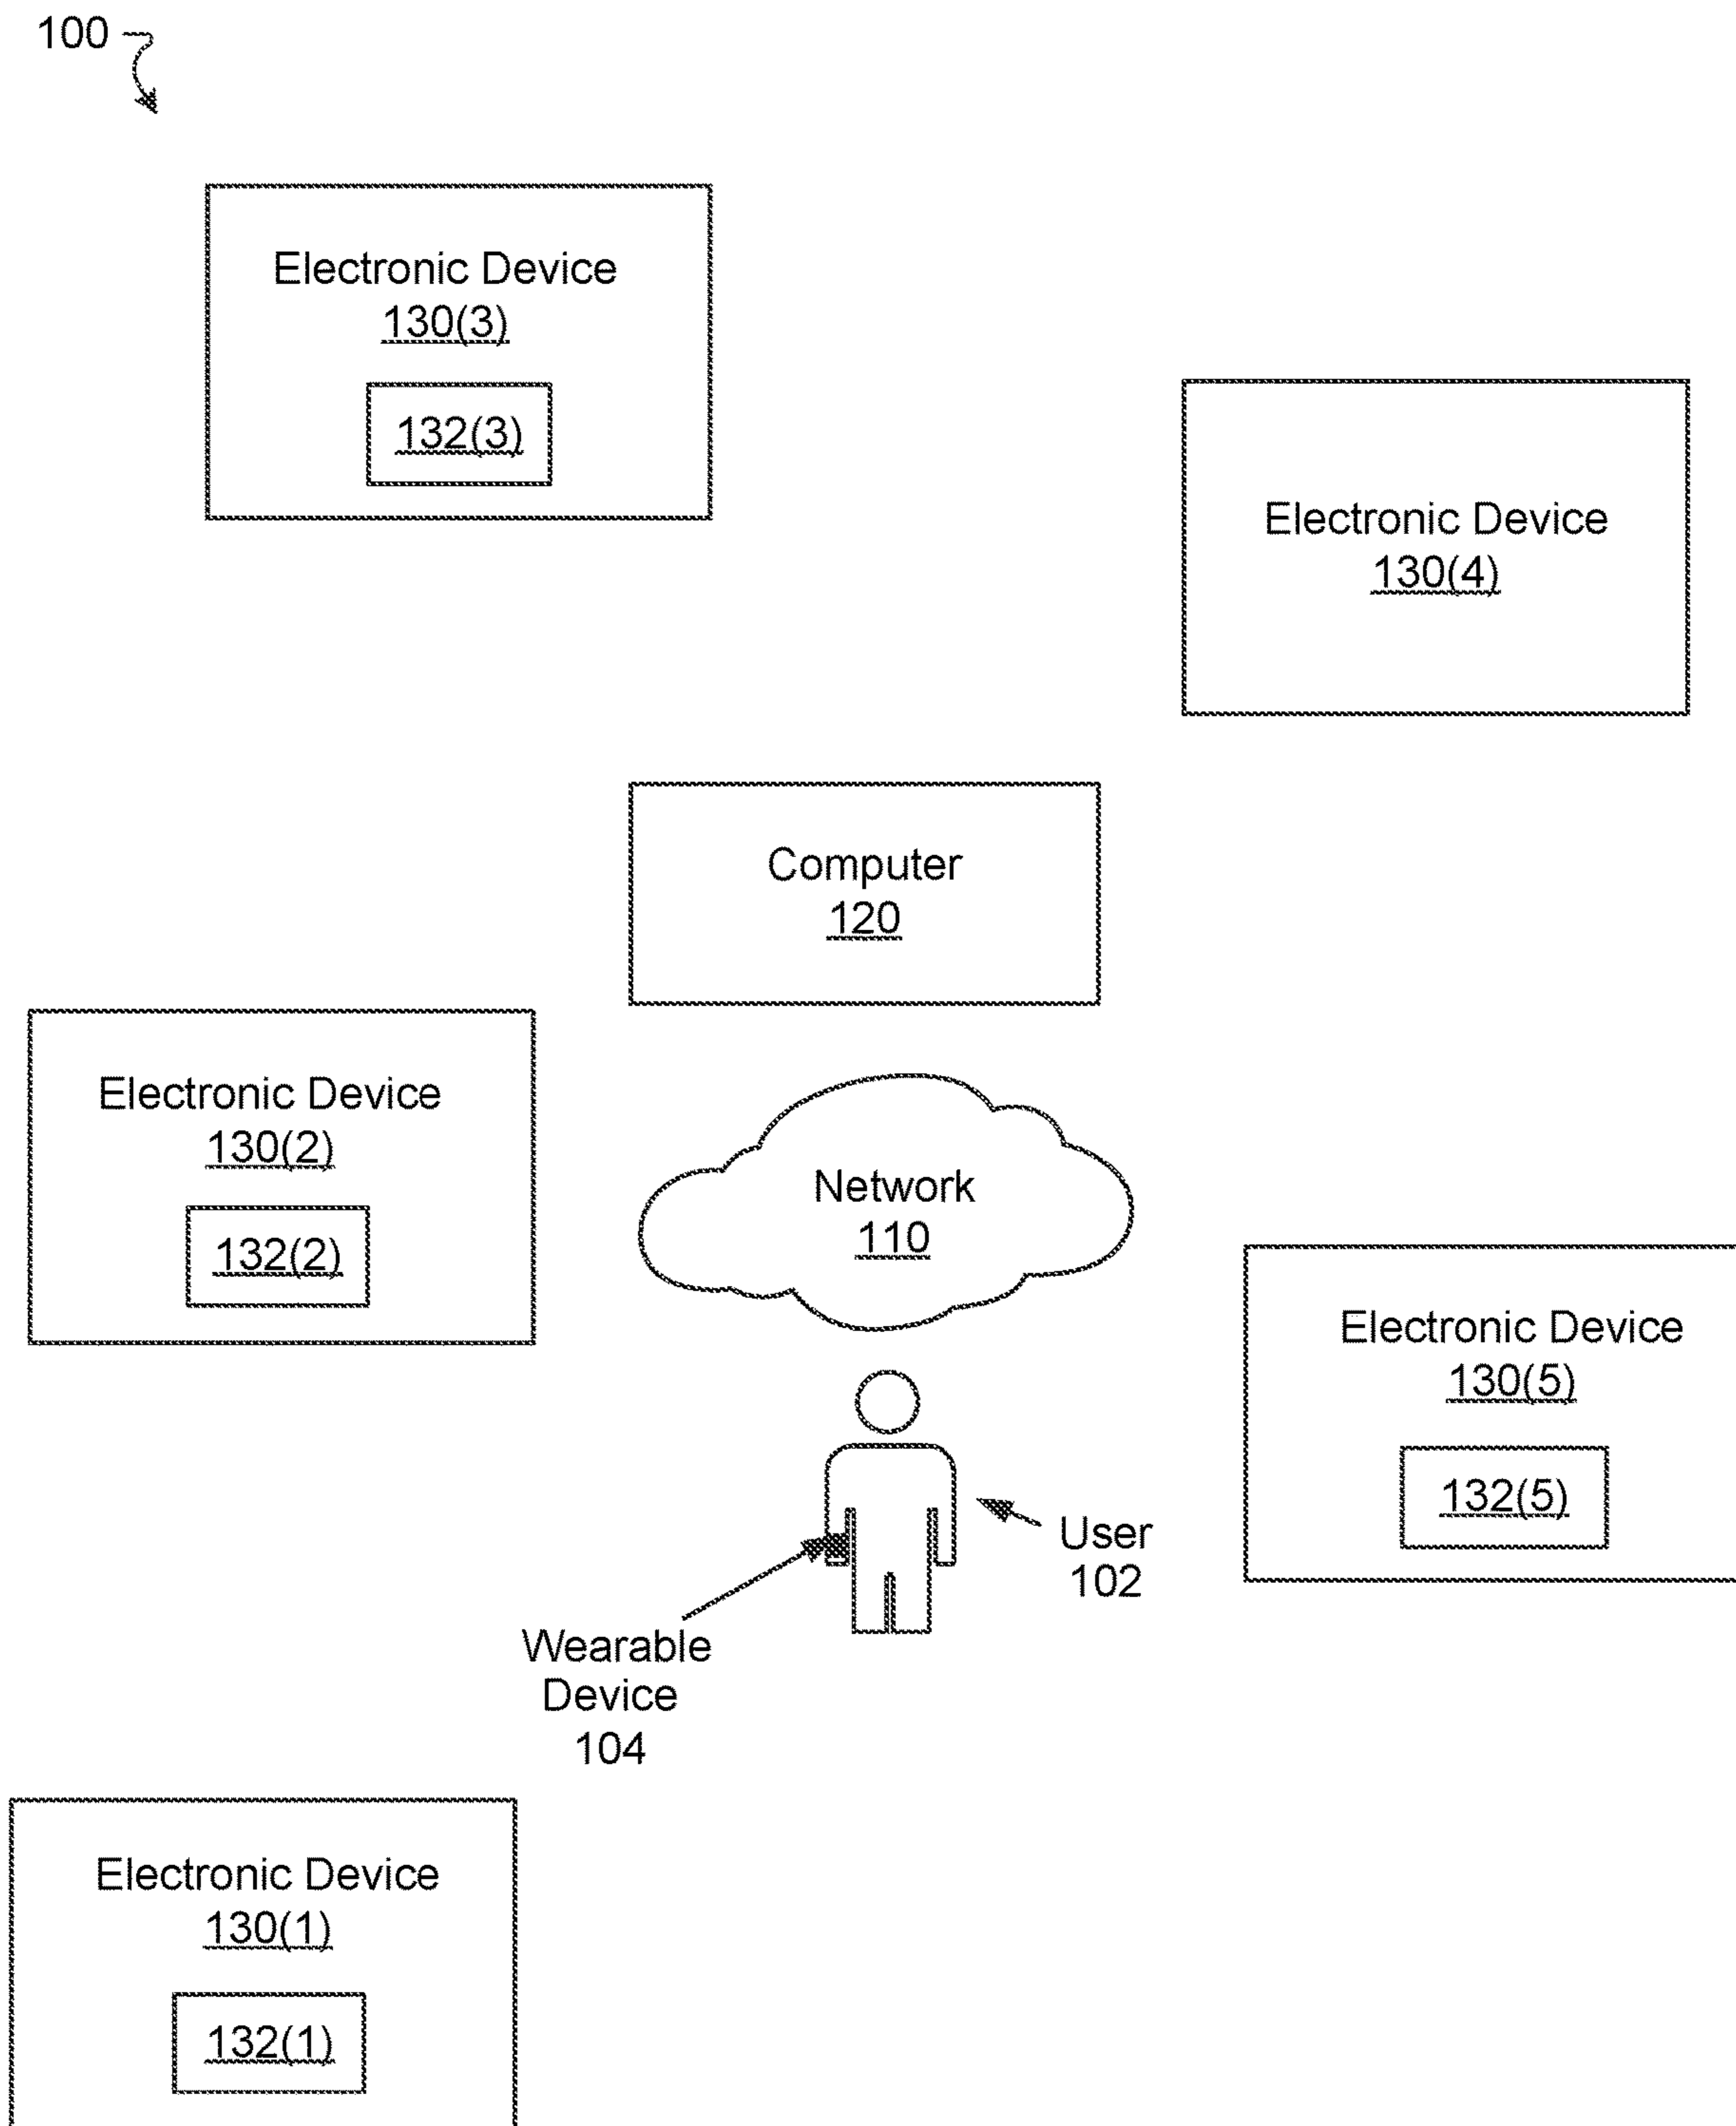 100
Electronic Device
130(3)
132(3)
Electronic Device
130(4)
Computer
120
Electronic Device
130(2)
132(2)
Network
110
Electronic Device
130(5)
132(5)
User
102
Wearable
Device
104
Electronic Device
130(1)
132(1)